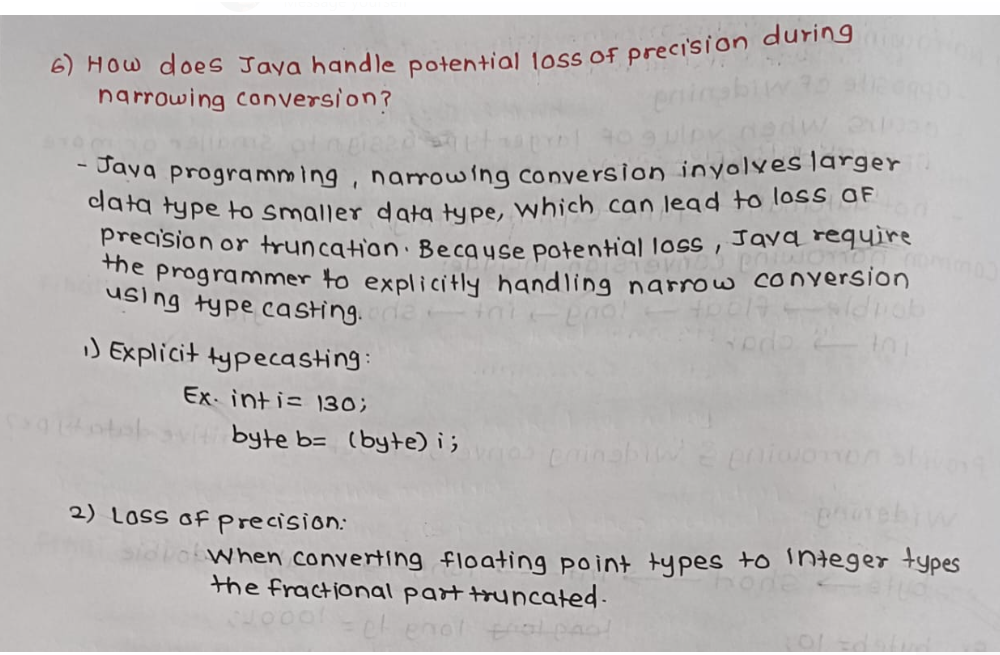 6) How does Java handle potential loss of precision during
narrowing conversion?
- Java programming, narrowing conversion involves larger
data type to smaller data type, which can lead to loss of
precision or truncation. Because potential loss, Java require
the programmer to explicitly handling narrow conversion
using type casting.
1) Explicit typecasting:
Ex. int i= 130;
byte b= (byte) i;
2) Loss of precision:
When converting floating point types to Integer types
the fractional part truncated.